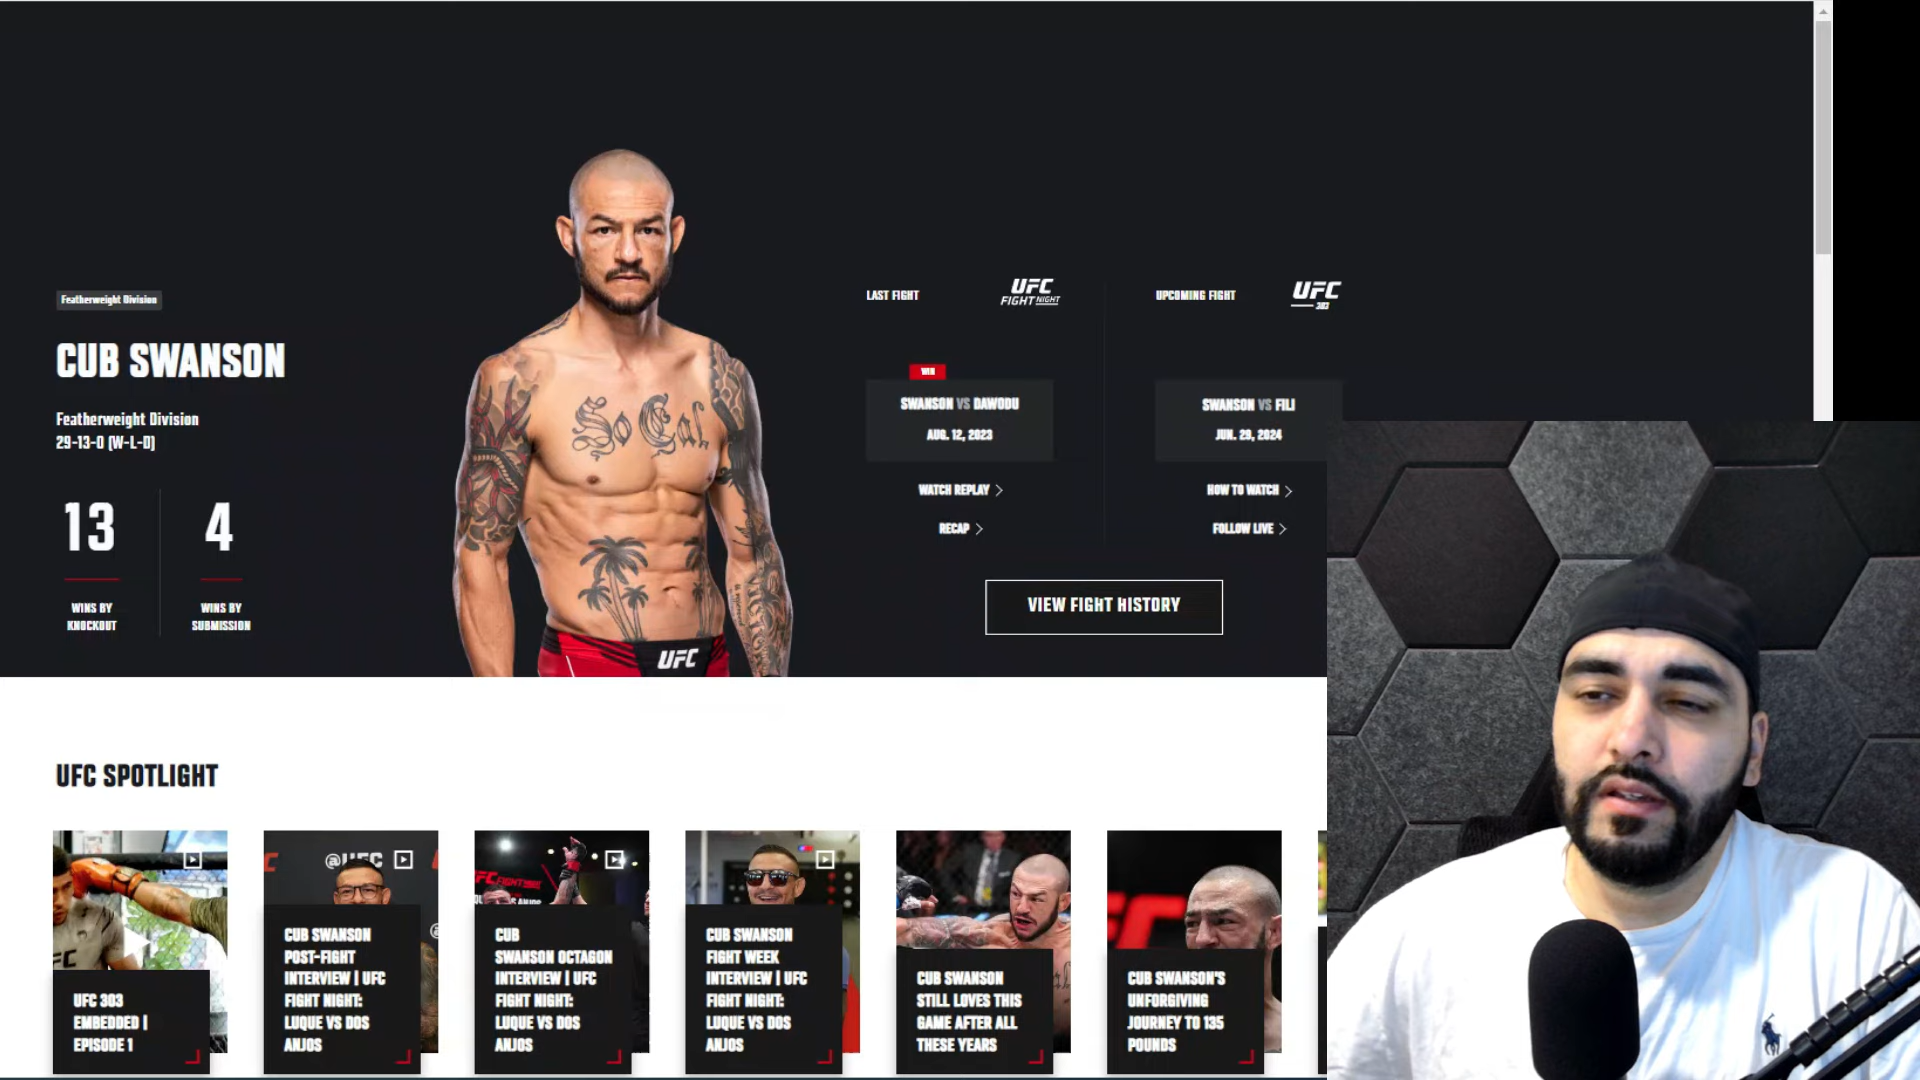 Featherweight Division
CUB SWANSON
Featherweight Division
29-13-0 (W-L-D)
13
WINS BY
KNOCKOUT
4
WINS BY
SUBMISSION
So Cal
UFC
LAST FIGHT
UFC
FIGHT NIGHT
WIN
SWANSON VS DAWODU
AUG. 12, 2023
WATCH REPLAY
RECAP
UPCOMING FIGHT
UFC
303
SWANSON VS FILI
JUN. 29, 2024
HOW TO WATCH
FOLLOW LIVE
VIEW FIGHT HISTORY
UFC SPOTLIGHT
UFC 303
EMBEDDED |
EPISODE 1
@UFC
CUB SWANSON
POST-FIGHT
INTERVIEW | UFC
FIGHT NIGHT:
LUQUE VS DOS
ANJOS
CUB
SWANSON OCTAGON
INTERVIEW | UFC
FIGHT NIGHT:
LUQUE VS DOS
ANJOS
CUB SWANSON
FIGHT WEEK
INTERVIEW | UFC
FIGHT NIGHT:
LUQUE VS DOS
ANJOS
CUB SWANSON
STILL LOVES THIS
GAME AFTER ALL
THESE YEARS
CUB SWANSON'S
UNFORGIVING
JOURNEY TO 135
POUNDS